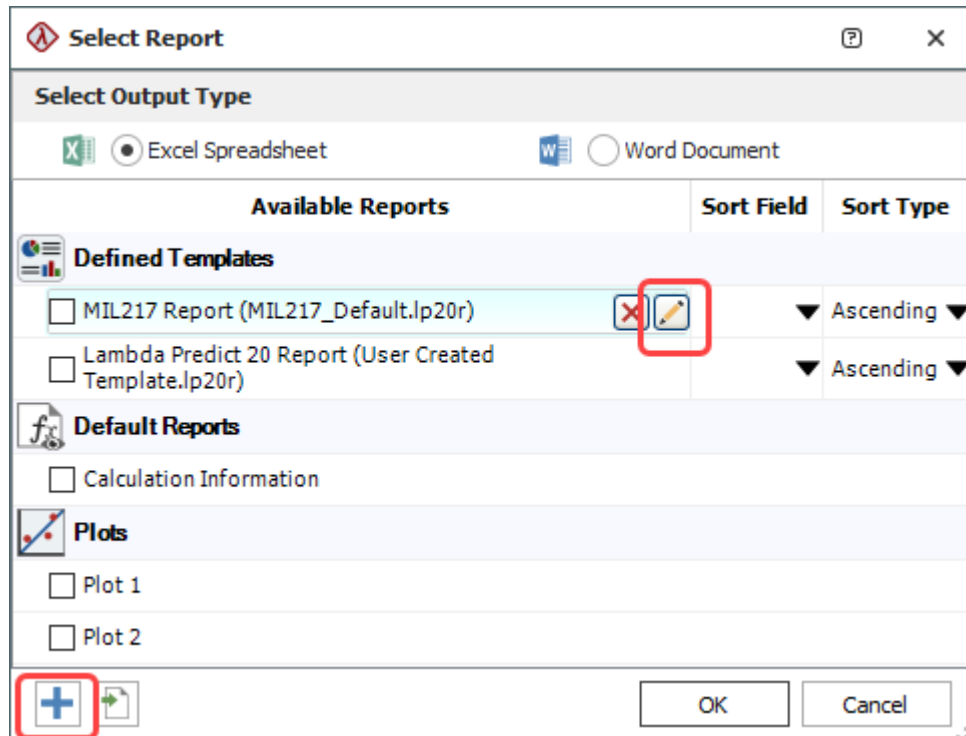 Select Report
Select Output Type
Excel Spreadsheet
Word Document
Available Reports Sort Field Sort Type
Defined Templates
MIL217 Report (MIL217_Default.lp20r) Ascending
Lambda Predict 20 Report (User Created
Template.lp20r) Ascending
Default Reports
Calculation Information
Plots
Plot 1
Plot 2
OK Cancel